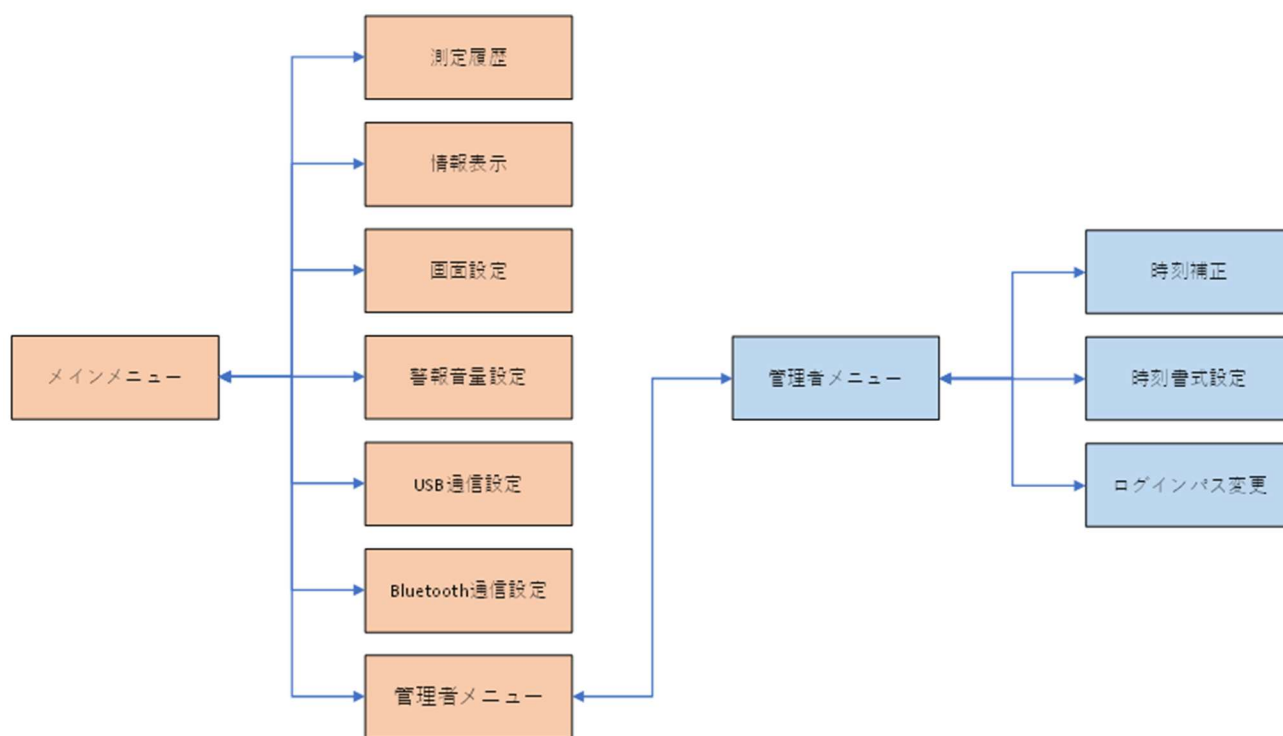 測定履歴
情報表示
画面設定
メインメニュー
警報音量設定
USB通信設定
Bluetooth通信設定
管理者メニュー
管理者メニュー
時刻補正
時刻書式設定
ログインパス変更